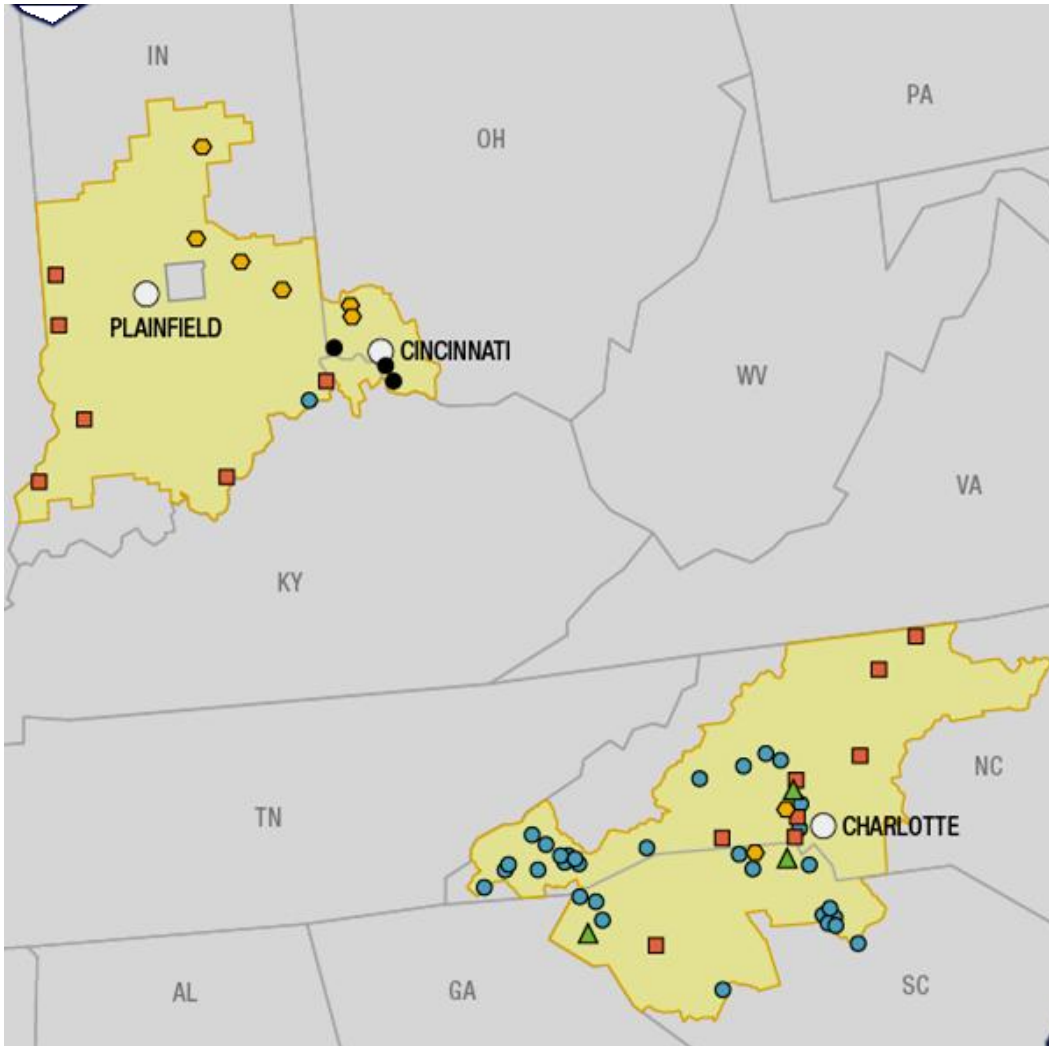 IN
PA
OH
PLAINFIELD
CINCINNATI
WV
VA
KY
NC
TN
CHARLOTTE
AL
GA
SC